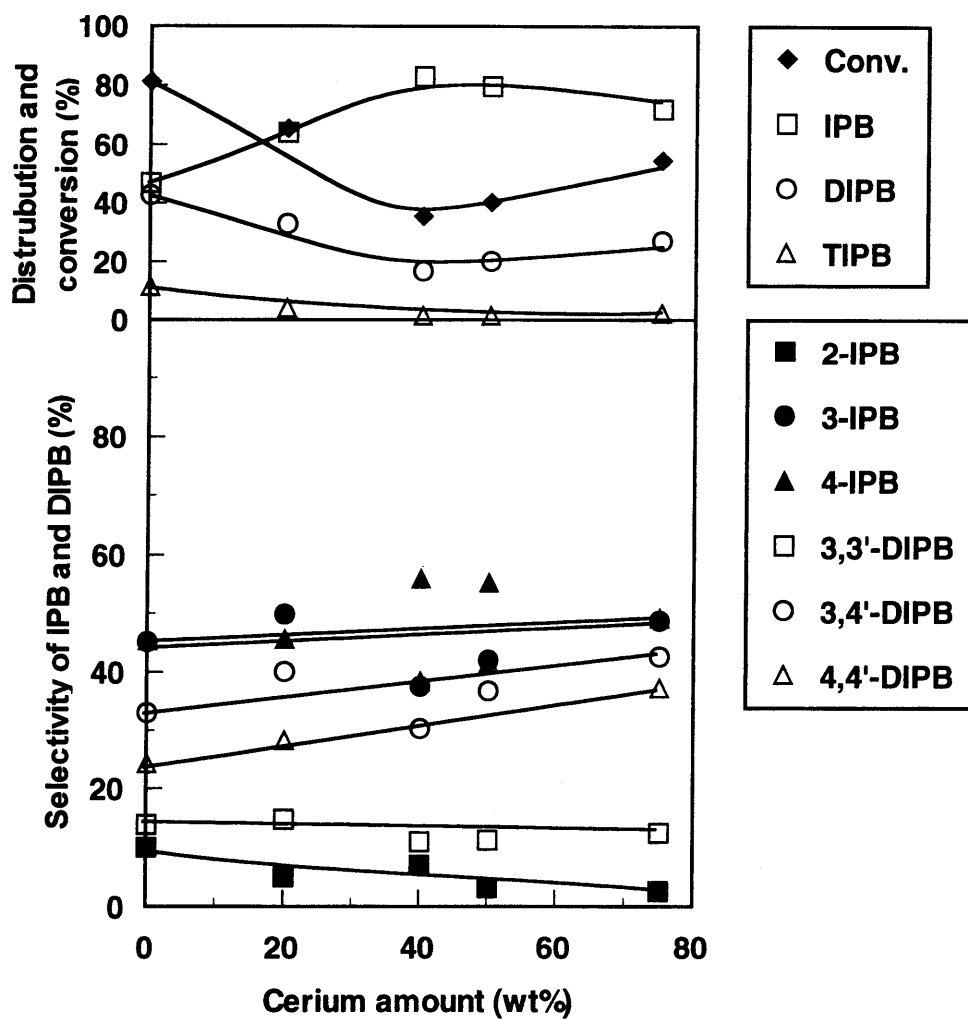 100
80
60
40
20
0
Distrubution and
conversion (%)
Conv.
IPB
DIPB
TIPB
80
60
40
20
0
Selectivity of IPB and DIPB (%)
2-IPB
3-IPB
4-IPB
3,3'-DIPB
3,4'-DIPB
4,4'-DIPB
0 20 40 60 80
Cerium amount (wt%)